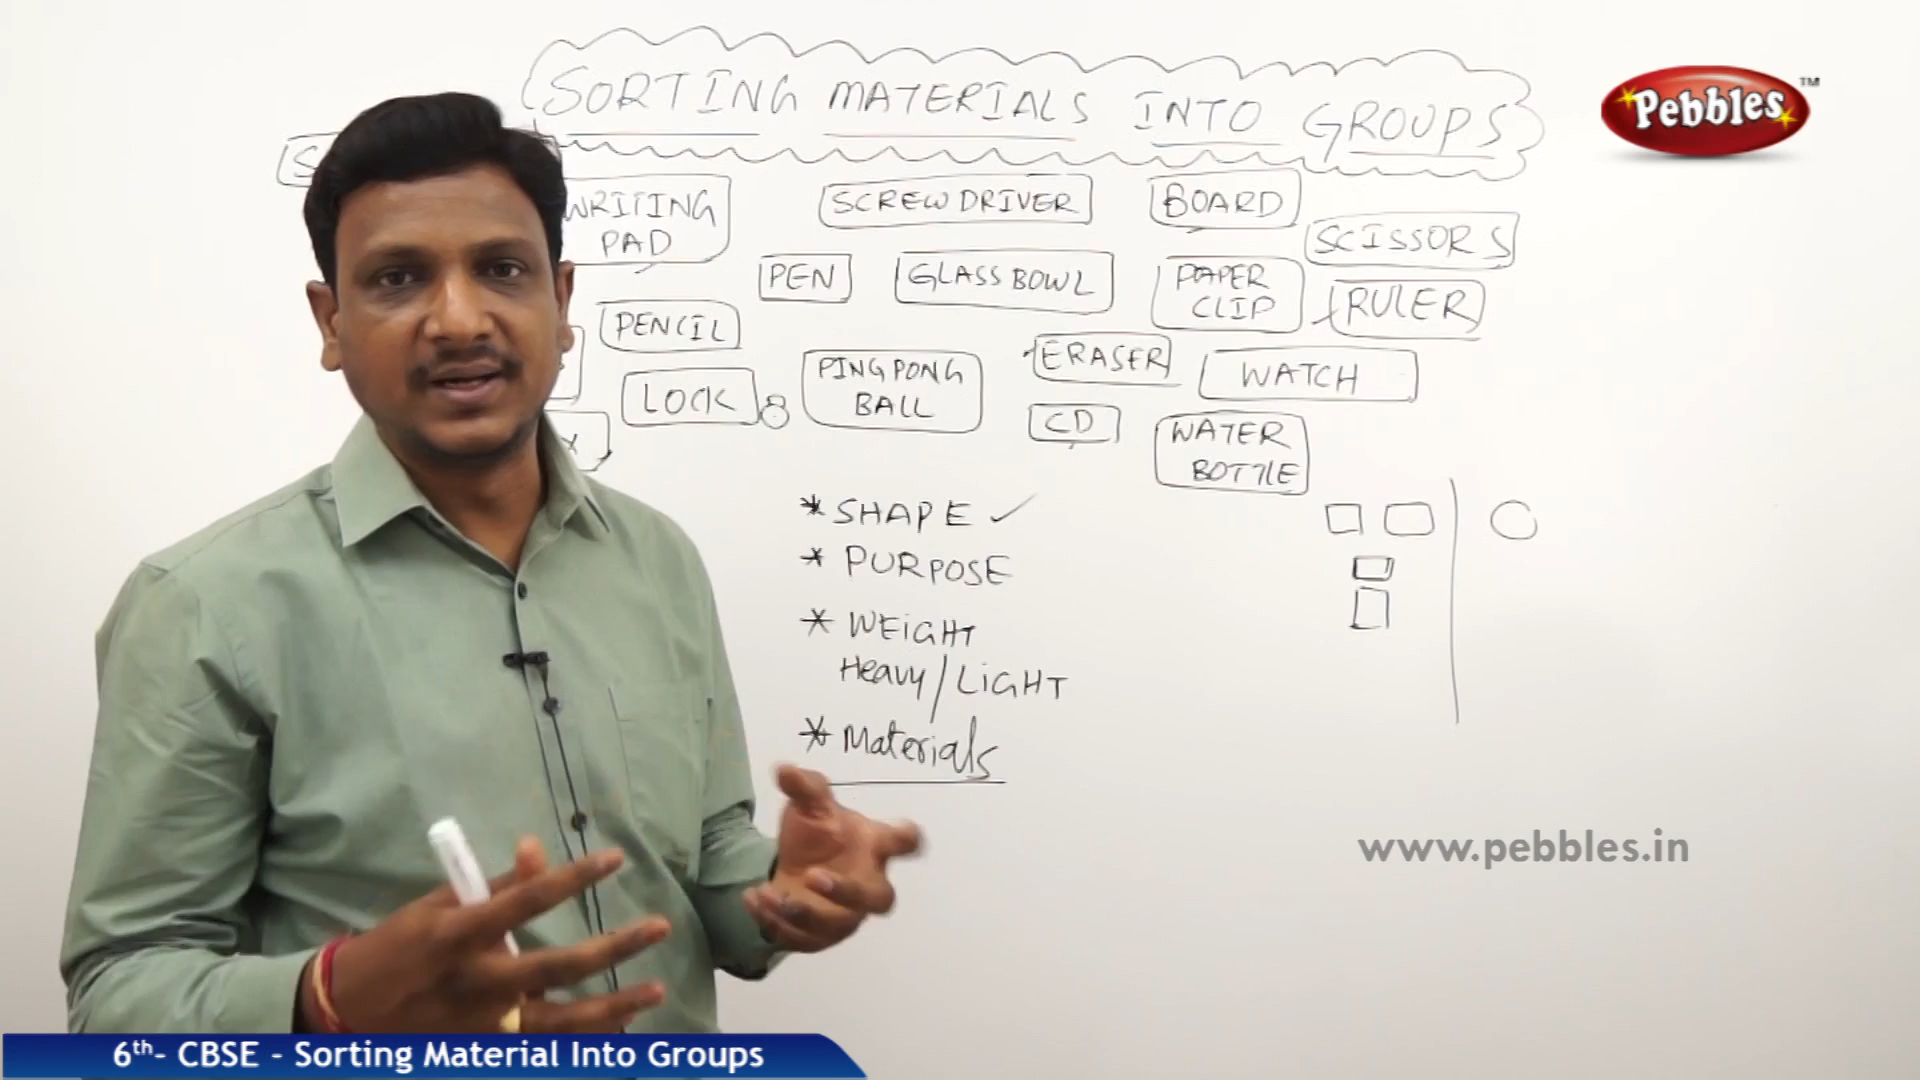 SORTING MATERIALS INTO GROUPS
Pebbles™
WRITING
PAD
SCREW DRIVER
BOARD
SCISSORS
PEN
GLASS BOWL
PAPER
CLIP
RULER
PENCIL
PING PONG
BALL
ERASER
WATCH
LOCK
CD
WATER
BOTTLE
* SHAPE ✓
* PURPOSE
* WEiGHT
Heavy/LiGHT
* Materials
www.pebbles.in
6th- CBSE - Sorting Material Into Groups